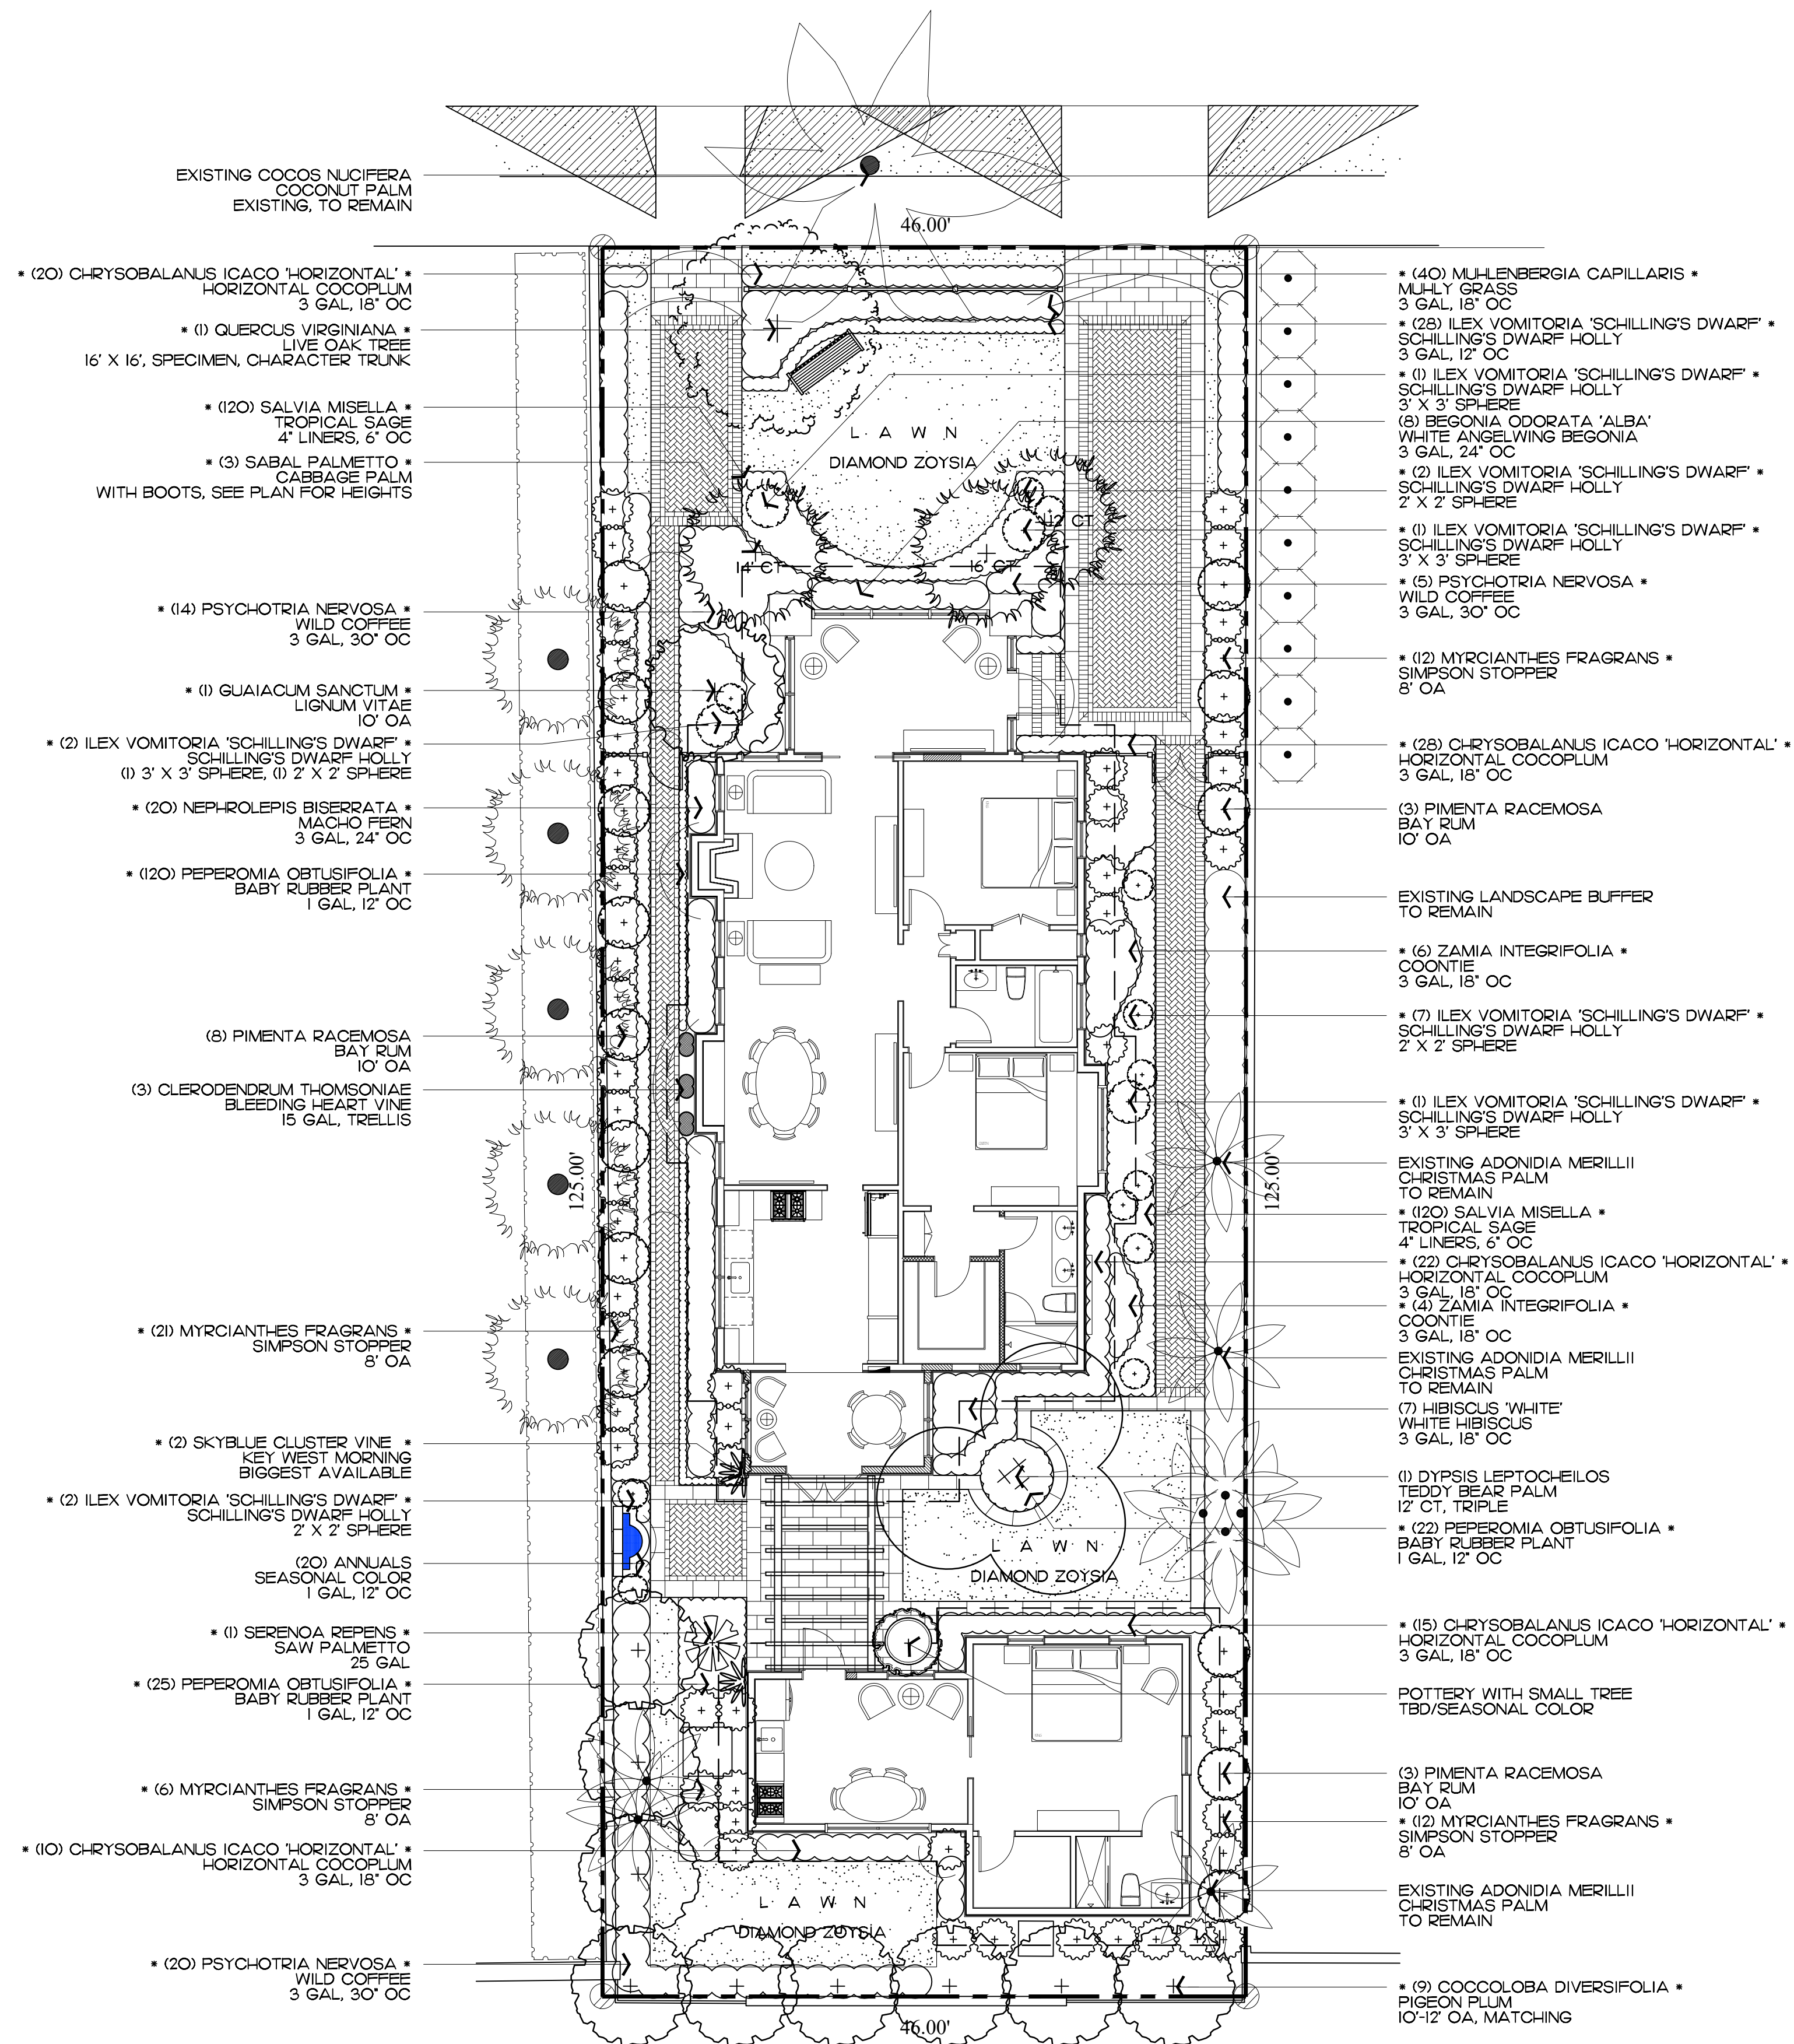 46.00'
EXISTING COCOS NUCIFERA
COCONUT PALM
EXISTING, TO REMAIN
* (20) CHRYSOBALANUS ICACO 'HORIZONTAL' *
HORIZONTAL COCOPLUM
3 GAL, 18" OC
* (1) QUERCUS VIRGINIANA *
LIVE OAK TREE
16' X 16', SPECIMEN, CHARACTER TRUNK
* (120) SALVIA MISELLA *
TROPICAL SAGE
4" LINERS, 6" OC
* (3) SABAL PALMETTO *
CABBAGE PALM
WITH BOOTS, SEE PLAN FOR HEIGHTS
* (14) PSYCHOTRIA NERVOSA *
WILD COFFEE
3 GAL, 30" OC
* (1) GUAIACUM SANCTUM *
LIGNUM VITAE
10' OA
* (2) ILEX VOMITORIA 'SCHILLING'S DWARF' *
SCHILLING'S DWARF HOLLY
(1) 3' X 3' SPHERE, (1) 2' X 2' SPHERE
* (20) NEPHROLEPIS BISERRATA *
MACHO FERN
3 GAL, 24" OC
* (120) PEPEROMIA OBTUSIFOLIA *
BABY RUBBER PLANT
1 GAL, 12" OC
(8) PIMENTA RACEMOSA
BAY RUM
10' OA
(3) CLERODENDRUM THOMSONIAE
BLEEDING HEART VINE
15 GAL, TRELLIS
* (21) MYRCIANTHES FRAGRANS *
SIMPSON STOPPER
8' OA
* (2) SKYBLUE CLUSTER VINE *
KEY WEST MORNING
BIGGEST AVAILABLE
* (2) ILEX VOMITORIA 'SCHILLING'S DWARF' *
SCHILLING'S DWARF HOLLY
2' X 2' SPHERE
(20) ANNUALS
SEASONAL COLOR
1 GAL, 12" OC
* (1) SERENOA REPENS *
SAW PALMETTO
25 GAL
* (25) PEPEROMIA OBTUSIFOLIA *
BABY RUBBER PLANT
1 GAL, 12" OC
* (6) MYRCIANTHES FRAGRANS *
SIMPSON STOPPER
8' OA
* (10) CHRYSOBALANUS ICACO 'HORIZONTAL' *
HORIZONTAL COCOPLUM
3 GAL, 18" OC
* (20) PSYCHOTRIA NERVOSA *
WILD COFFEE
3 GAL, 30" OC
LAWN
DIAMOND ZOYSIA
12' CT
14' CT
16' CT
125.00'
125.00'
LAWN
DIAMOND ZOYSIA
LAWN
DIAMOND ZOYSIA
46.00'
* (40) MUHLENBERGIA CAPILLARIS *
MUHLY GRASS
3 GAL, 18" OC
* (28) ILEX VOMITORIA 'SCHILLING'S DWARF' *
SCHILLING'S DWARF HOLLY
3 GAL, 12" OC
* (1) ILEX VOMITORIA 'SCHILLING'S DWARF' *
SCHILLING'S DWARF HOLLY
3' X 3' SPHERE
(8) BEGONIA ODORATA 'ALBA'
WHITE ANGELWING BEGONIA
3 GAL, 24" OC
* (2) ILEX VOMITORIA 'SCHILLING'S DWARF' *
SCHILLING'S DWARF HOLLY
2' X 2' SPHERE
* (1) ILEX VOMITORIA 'SCHILLING'S DWARF' *
SCHILLING'S DWARF HOLLY
3' X 3' SPHERE
* (5) PSYCHOTRIA NERVOSA *
WILD COFFEE
3 GAL, 30" OC
* (12) MYRCIANTHES FRAGRANS *
SIMPSON STOPPER
8' OA
* (28) CHRYSOBALANUS ICACO 'HORIZONTAL' *
HORIZONTAL COCOPLUM
3 GAL, 18" OC
(3) PIMENTA RACEMOSA
BAY RUM
10' OA
EXISTING LANDSCAPE BUFFER
TO REMAIN
* (6) ZAMIA INTEGRIFOLIA *
COONTIE
3 GAL, 18" OC
* (7) ILEX VOMITORIA 'SCHILLING'S DWARF' *
SCHILLING'S DWARF HOLLY
2' X 2' SPHERE
* (1) ILEX VOMITORIA 'SCHILLING'S DWARF' *
SCHILLING'S DWARF HOLLY
3' X 3' SPHERE
EXISTING ADONIDIA MERILLII
CHRISTMAS PALM
TO REMAIN
* (120) SALVIA MISELLA *
TROPICAL SAGE
4" LINERS, 6" OC
* (22) CHRYSOBALANUS ICACO 'HORIZONTAL' *
HORIZONTAL COCOPLUM
3 GAL, 18" OC
* (4) ZAMIA INTEGRIFOLIA *
COONTIE
3 GAL, 18" OC
EXISTING ADONIDIA MERILLII
CHRISTMAS PALM
TO REMAIN
(7) HIBISCUS 'WHITE'
WHITE HIBISCUS
3 GAL, 18" OC
(1) DYPSIS LEPTOCHEILOS
TEDDY BEAR PALM
12' CT, TRIPLE
* (22) PEPEROMIA OBTUSIFOLIA *
BABY RUBBER PLANT
1 GAL, 12" OC
* (15) CHRYSOBALANUS ICACO 'HORIZONTAL' *
HORIZONTAL COCOPLUM
3 GAL, 18" OC
POTTERY WITH SMALL TREE
TBD/SEASONAL COLOR
(3) PIMENTA RACEMOSA
BAY RUM
10' OA
* (12) MYRCIANTHES FRAGRANS *
SIMPSON STOPPER
8' OA
EXISTING ADONIDIA MERILLII
CHRISTMAS PALM
TO REMAIN
* (9) COCCOLOBA DIVERSIFOLIA *
PIGEON PLUM
10'-12' OA, MATCHING